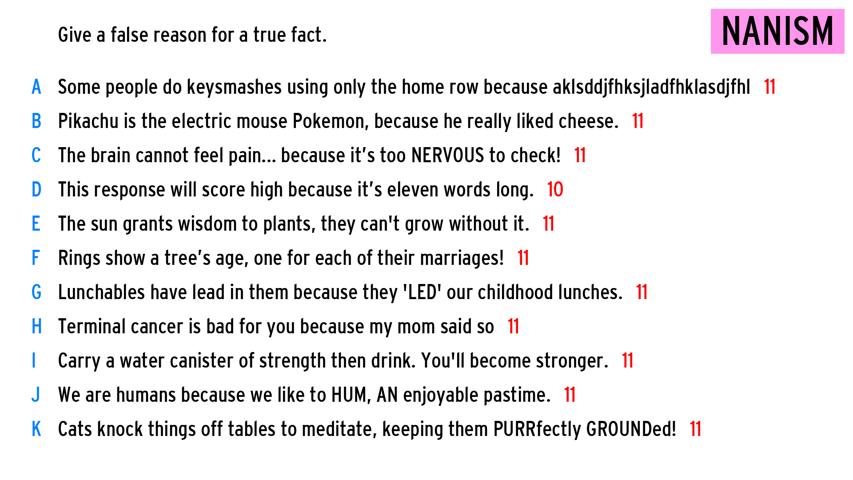 Give a false reason for a true fact.
NANISM
A Some people do keysmashes using only the home row because aklsddjfhksjladfhklasdjfhl 11
B Pikachu is the electric mouse Pokemon, because he really liked cheese. 11
C The brain cannot feel pain... because it’s too NERVOUS to check! 11
D This response will score high because it’s eleven words long. 10
E The sun grants wisdom to plants, they can't grow without it. 11
F Rings show a tree’s age, one for each of their marriages! 11
G Lunchables have lead in them because they 'LED' our childhood lunches. 11
H Terminal cancer is bad for you because my mom said so 11
I Carry a water canister of strength then drink. You'll become stronger. 11
J We are humans because we like to HUM, AN enjoyable pastime. 11
K Cats knock things off tables to meditate, keeping them PURRfectly GROUNDed! 11